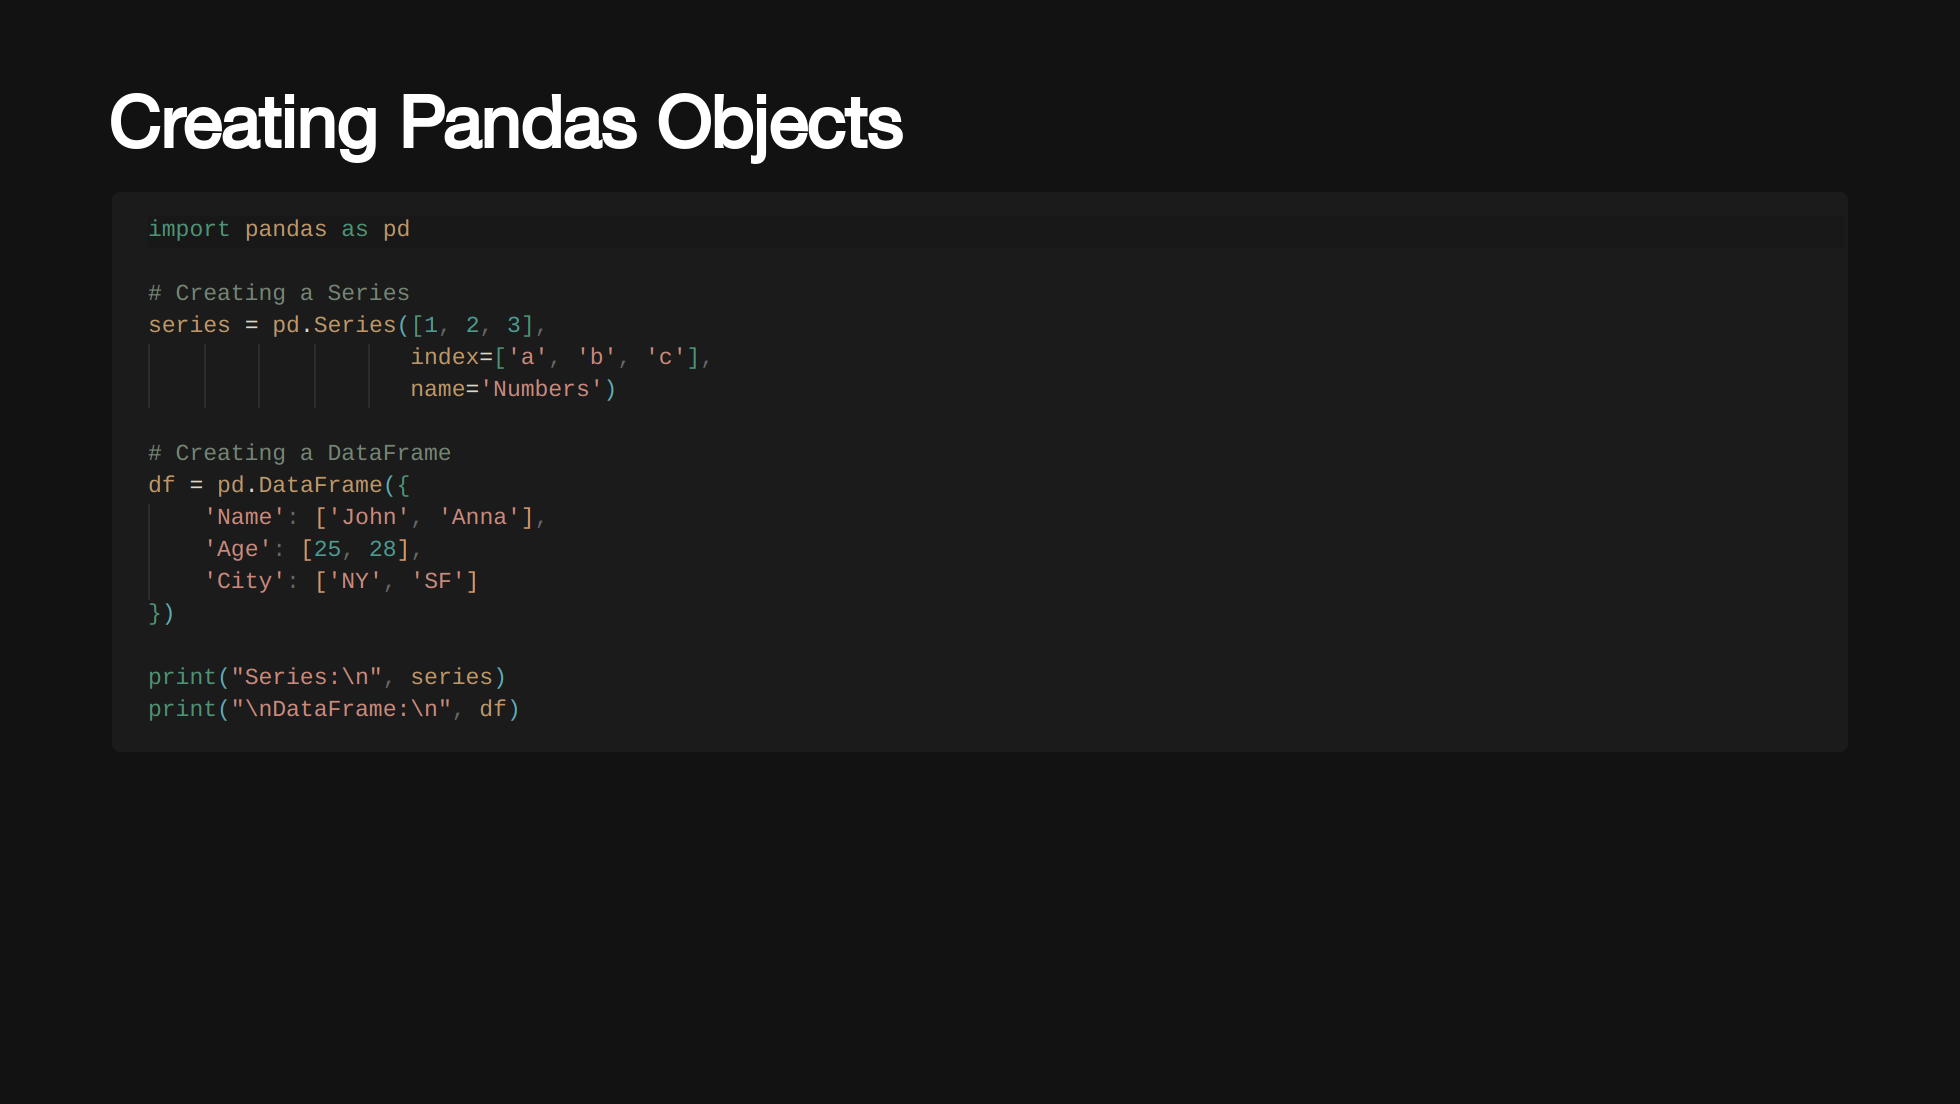 Creating Pandas Objects
import pandas as pd
# Creating a Series
series = pd.Series([1, 2, 3],
                   index=['a', 'b', 'c'],
                   name='Numbers')
# Creating a DataFrame
df = pd.DataFrame({
    'Name': ['John', 'Anna'],
    'Age': [25, 28],
    'City': ['NY', 'SF']
})
print("Series:\n", series)
print("\nDataFrame:\n", df)